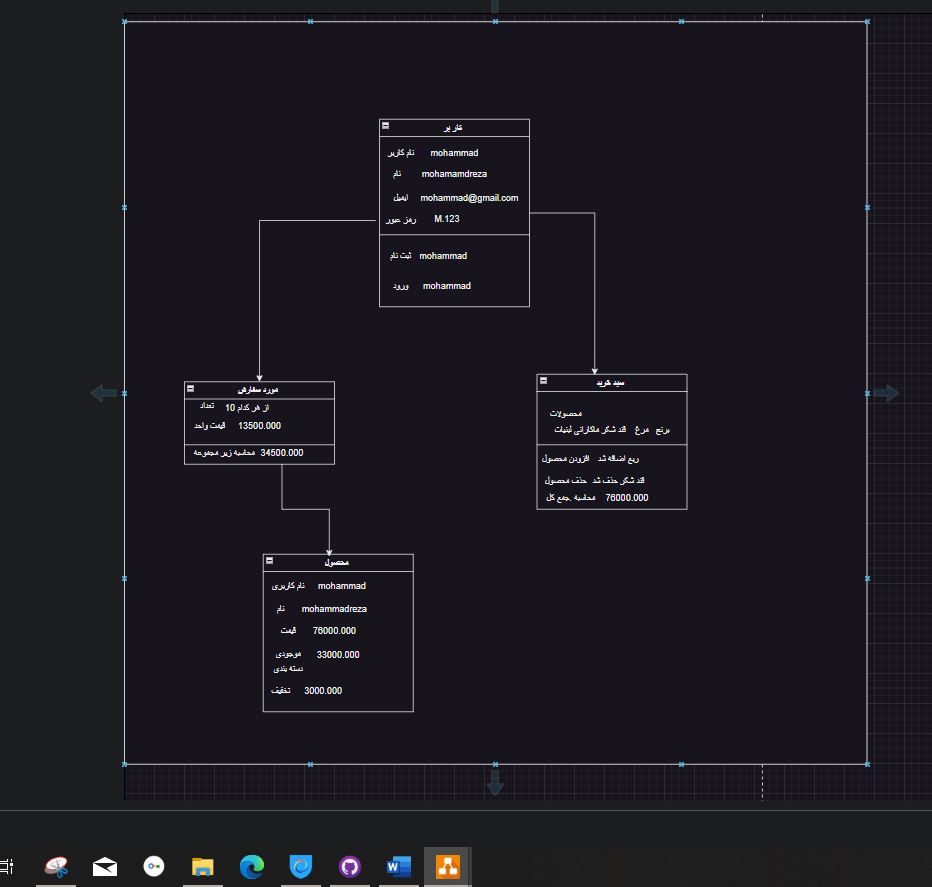 کاربر
نام کاربر mohammad
نام mohamamdreza
ایمیل mohammad@gmail.com
رمز عبور M.123
ثبت نام mohammad
ورود mohammad
مورد سفارش
تعداد از هر کدام 10
قیمت واحد 13500.000
محاسبه زیر مجموعه 34500.000
سبد خرید
محصولات
برنج مرغ قند شکر ماکارانی لبنیات
ربع اضافه شد افزودن محصول
قند شکر حذف شد حذف محصول
محاسبه جمع کل 76000.000
محصول
نام کاربری mohammad
نام mohammadreza
قیمت 76000.000
موجودی 33000.000
دسته بندی
تخفیف 3000.000